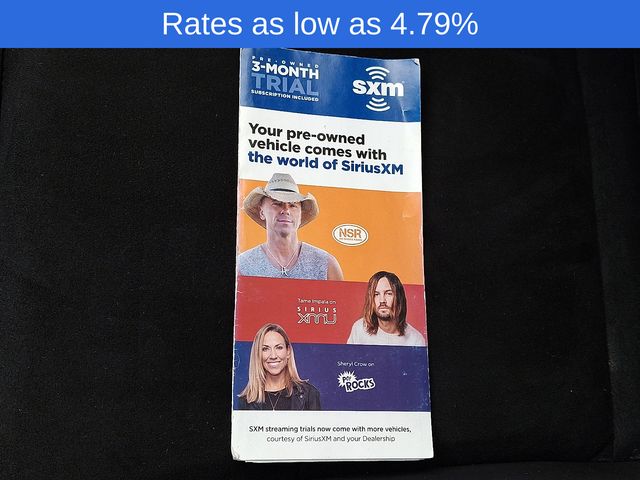 Rates as low as 4.79%
PRE-OWNED
3-MONTH
TRIAL
SUBSCRIPTION INCLUDED
sxm
Your pre-owned
vehicle comes with
the world of SiriusXM
NSR
Tame Impala on
SIRIUS
XMU
Sheryl Crow on
POP
ROCKS
SXM streaming trials now come with more vehicles,
courtesy of SiriusXM and your Dealership